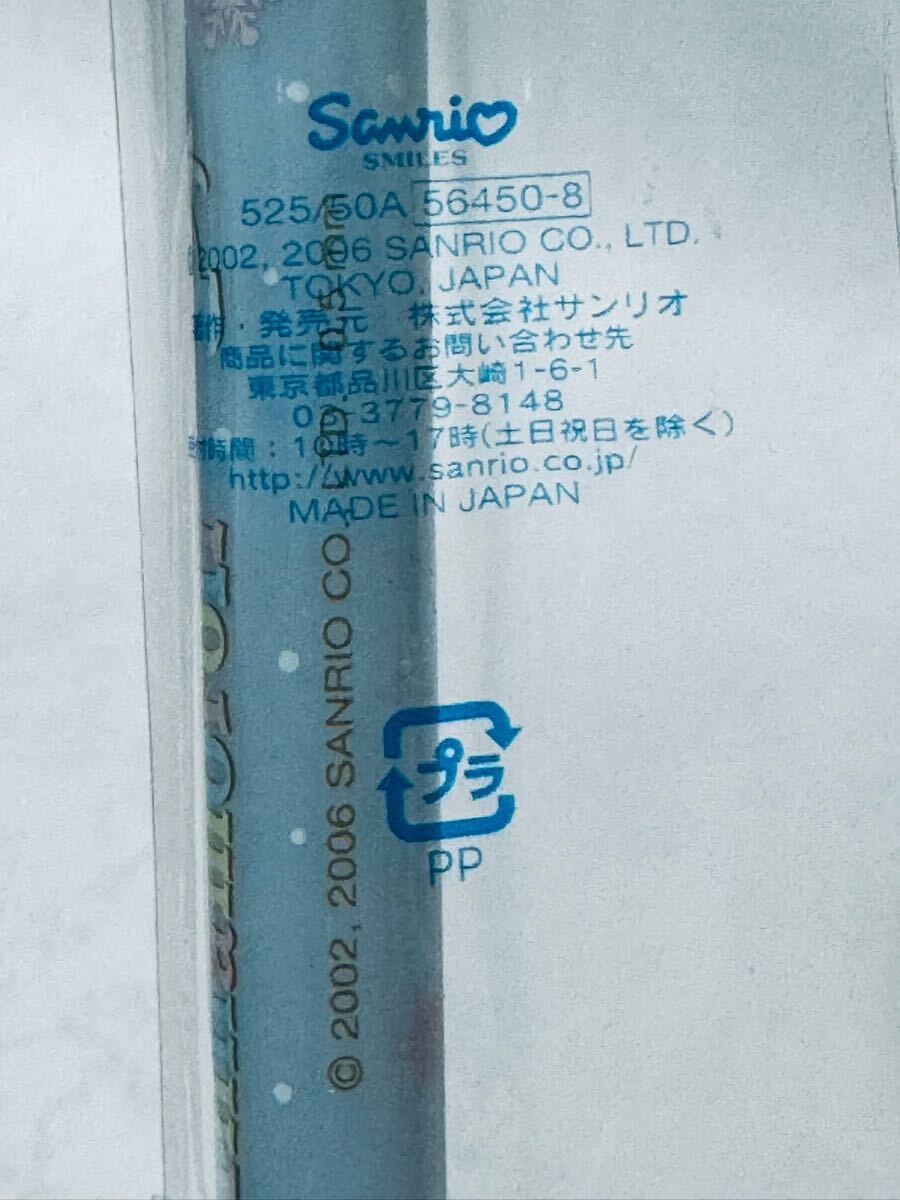 Sanrio
SMILES
525/50A 56450-8
©2002, 2006 SANRIO CO., LTD.
TOKYO, JAPAN
・発売元 株式会社サンリオ
商品に関するお問い合わせ先
東京都品川区大崎1-6-1
03-3779-8148
受付時間：10時〜17時(土日祝日を除く)
http://www.sanrio.co.jp/
MADE IN JAPAN
© 2002, 2006 SANRIO CO., LTD. 0.5
プラ
PP